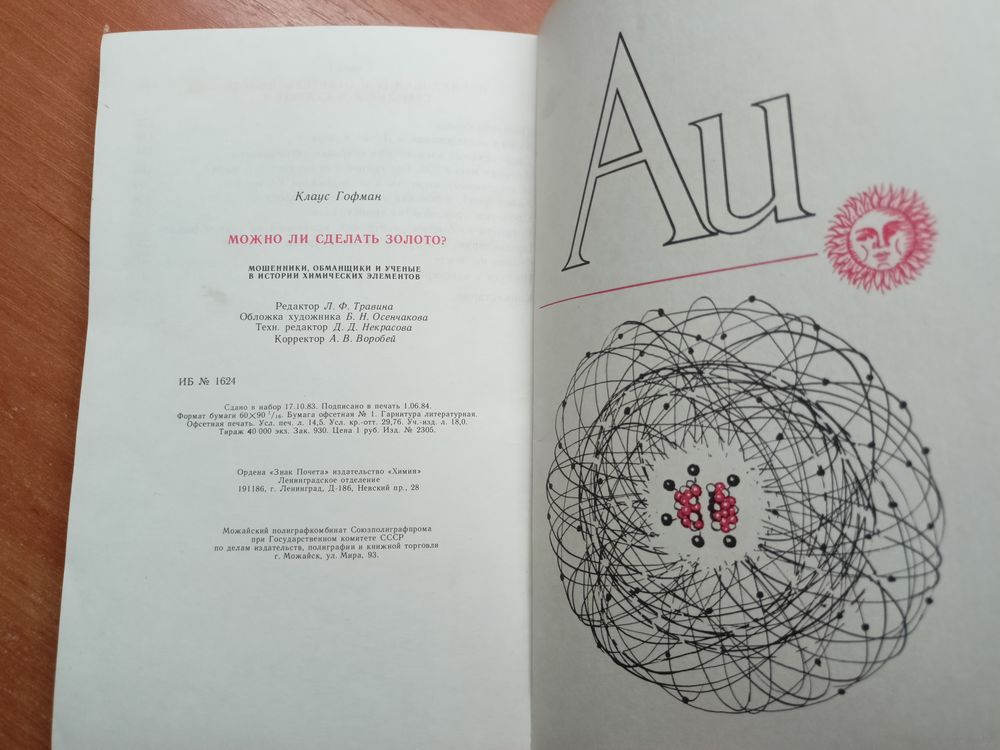 Клаус Гофман
МОЖНО ЛИ СДЕЛАТЬ ЗОЛОТО?
МОШЕННИКИ, ОБМАНЩИКИ И УЧЕНЫЕ
В ИСТОРИИ ХИМИЧЕСКИХ ЭЛЕМЕНТОВ
Редактор Л. Ф. Травина
Обложка художника Б. Н. Осенчакова
Техн. редактор Д. Д. Некрасова
Корректор А. В. Воробей
ИБ № 1624
Сдано в набор 17.10.83. Подписано в печать 1.06.84.
Формат бумаги 60×90 1/16. Бумага офсетная № 1. Гарнитура литературная.
Офсетная печать. Усл. печ. л. 14,5. Усл. кр.-отт. 29,76. Уч.-изд. л. 18,0.
Тираж 40 000 экз. Зак. 930. Цена 1 руб. Изд. № 2305.
Ордена «Знак Почета» издательство «Химия»
Ленинградское отделение
191186, г. Ленинград, Д-186, Невский пр., 28
Можайский полиграфкомбинат Союзполиграфпрома
при Государственном комитете СССР
по делам издательств, полиграфии и книжной торговли
г. Можайск, ул. Мира, 93.
Au